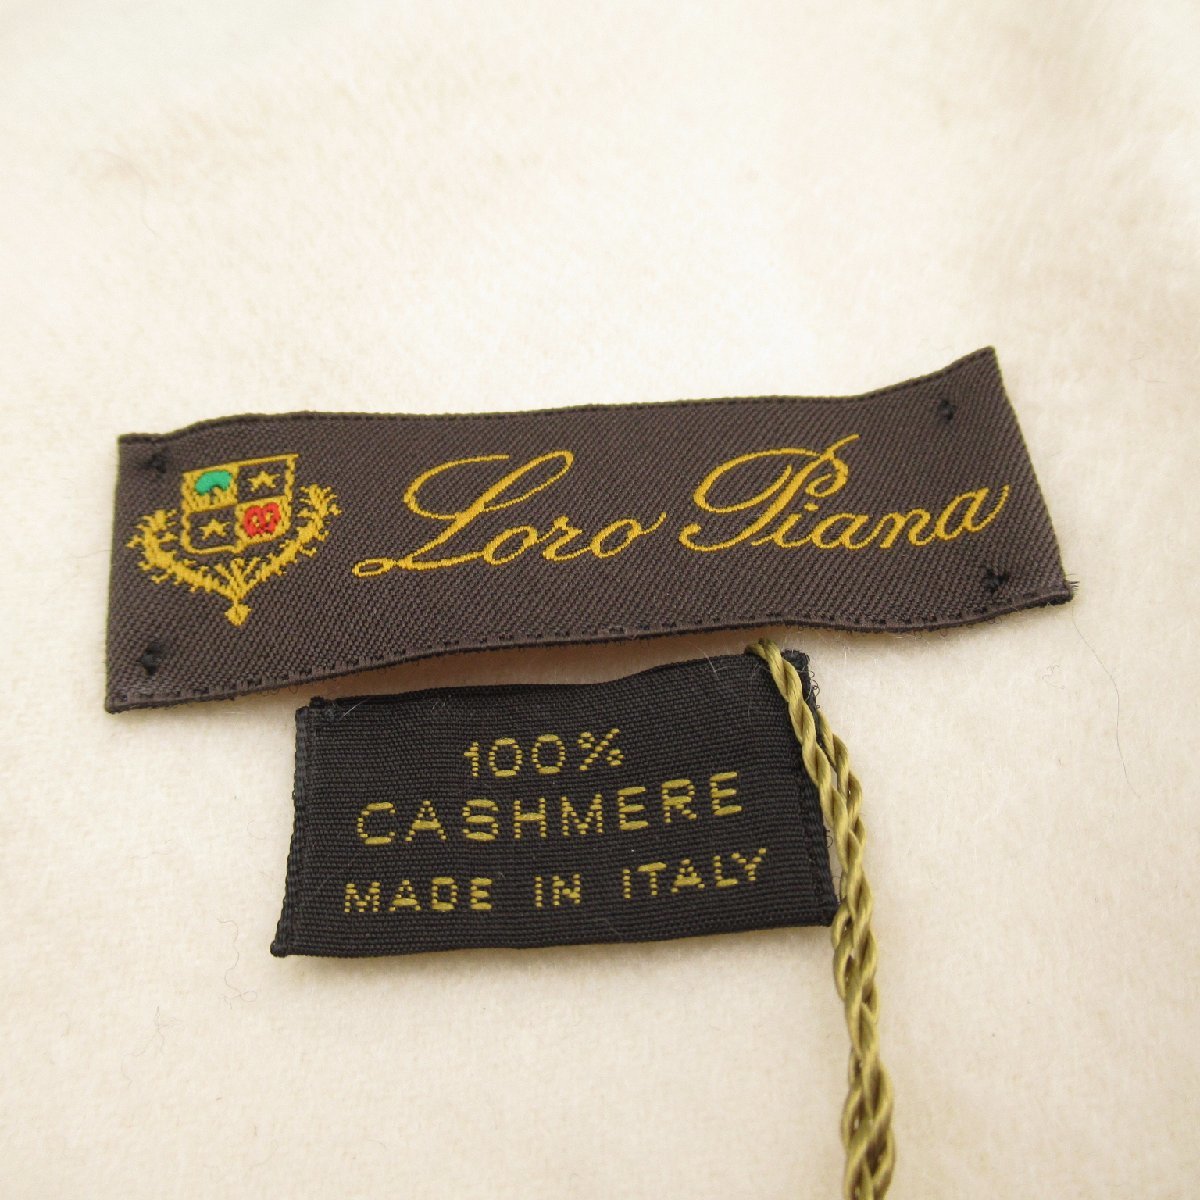 Loro Piana
100%
CASHMERE
MADE IN ITALY